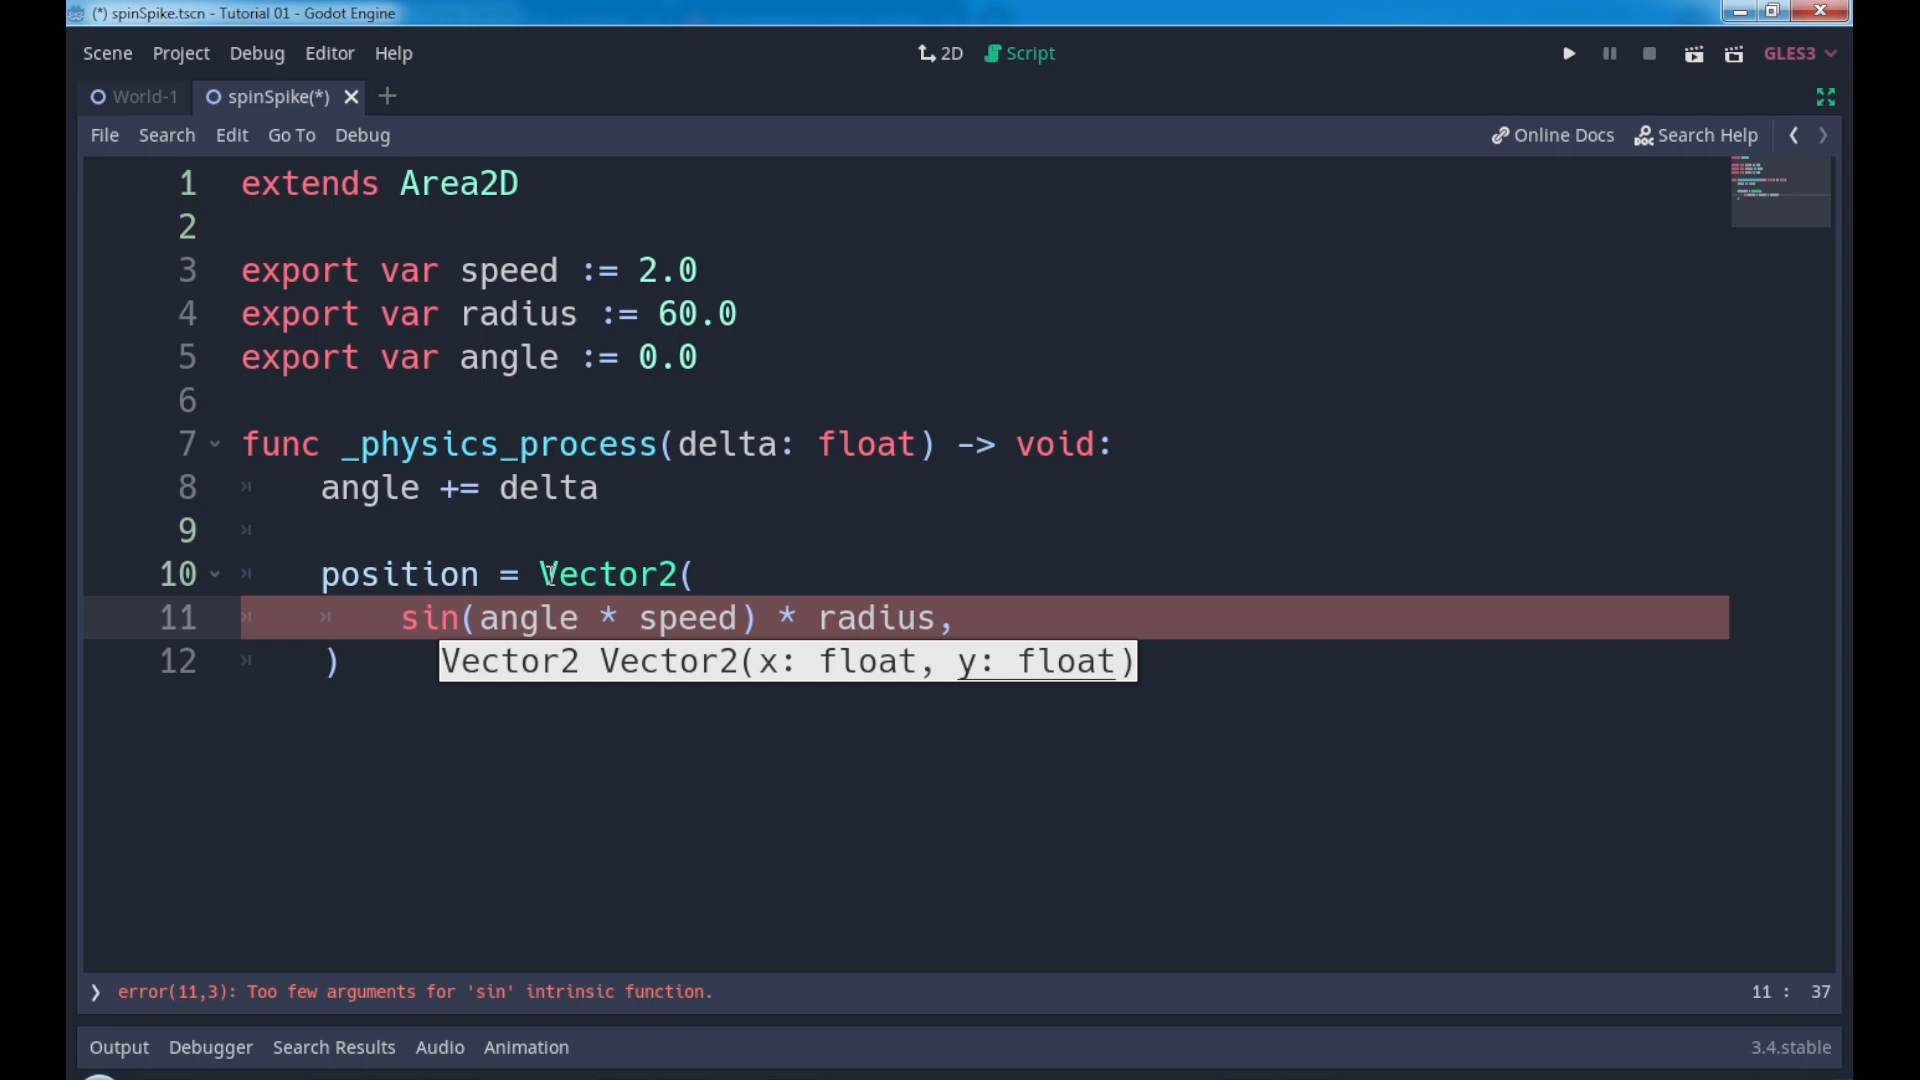 (*) spinSpike.tscn - Tutorial 01 - Godot Engine
Scene Project Debug Editor Help 2D Script GLES3
World-1 spinSpike(*)
File Search Edit Go To Debug Online Docs Search Help
1 extends Area2D
2
3 export var speed := 2.0
4 export var radius := 60.0
5 export var angle := 0.0
6
7 func _physics_process(delta: float) -> void:
8 angle += delta
9
10 position = Vector2(
11 sin(angle * speed) * radius,
12 )
Vector2 Vector2(x: float, y: float)
error(11,3): Too few arguments for 'sin' intrinsic function. 11 : 37
Output Debugger Search Results Audio Animation 3.4.stable